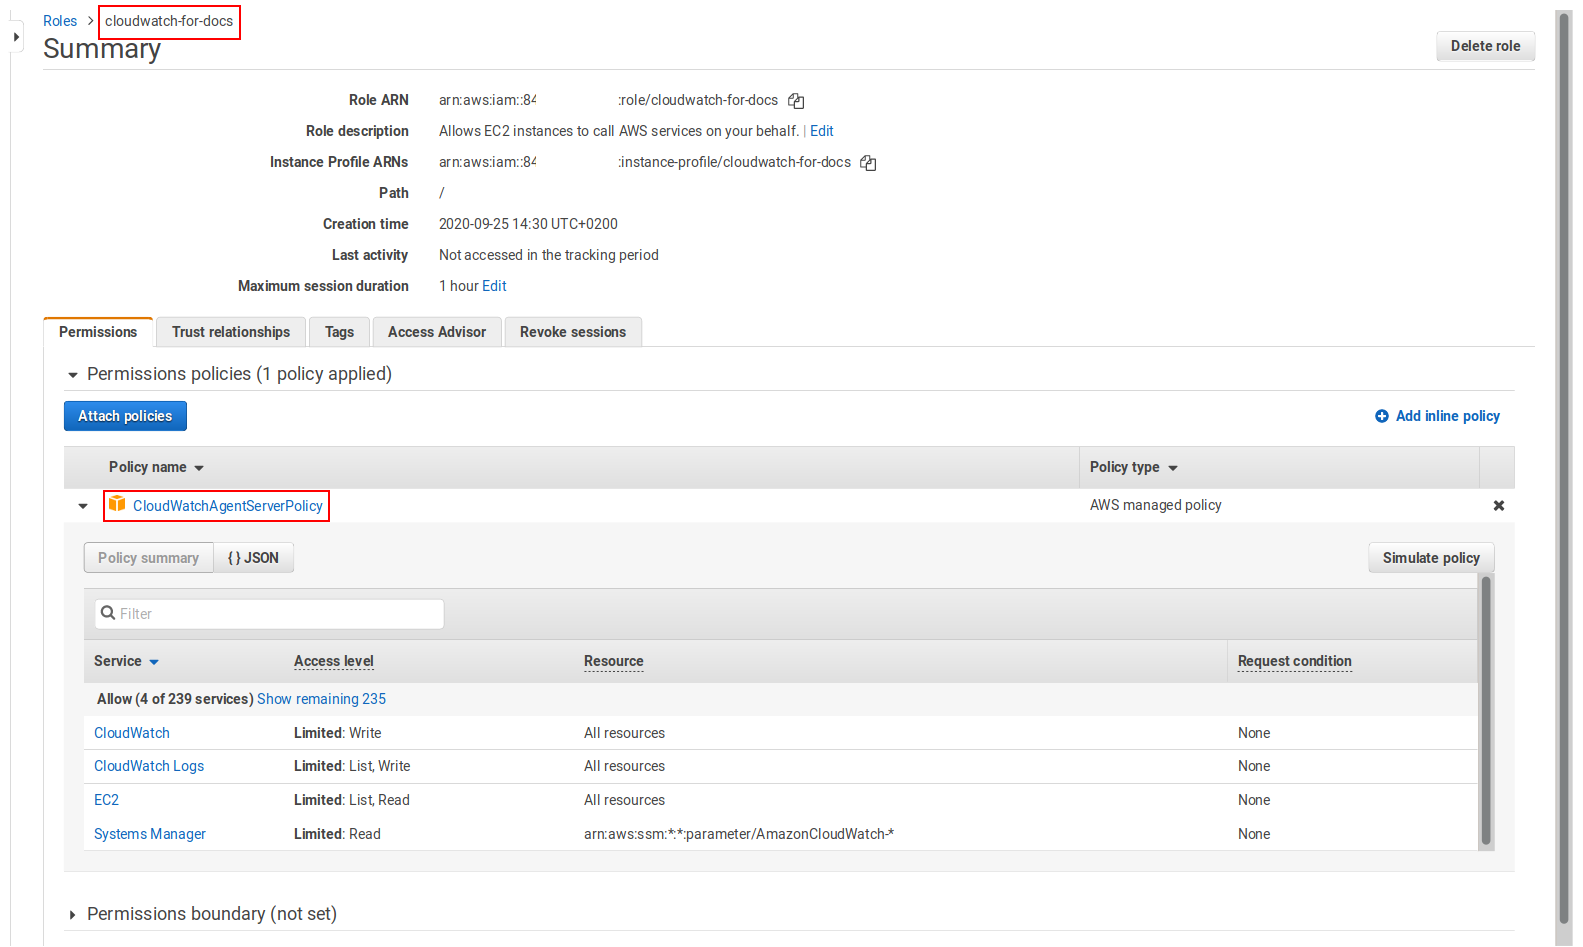 Roles > cloudwatch-for-docs
Summary
Delete role
Role ARN arn:aws:iam::84 :role/cloudwatch-for-docs
Role description Allows EC2 instances to call AWS services on your behalf. | Edit
Instance Profile ARNs arn:aws:iam::84 :instance-profile/cloudwatch-for-docs
Path /
Creation time 2020-09-25 14:30 UTC+0200
Last activity Not accessed in the tracking period
Maximum session duration 1 hour Edit
Permissions Trust relationships Tags Access Advisor Revoke sessions
Permissions policies (1 policy applied)
Attach policies Add inline policy
Policy name Policy type
CloudWatchAgentServerPolicy AWS managed policy
Policy summary { } JSON Simulate policy
Filter
Service Access level Resource Request condition
Allow (4 of 239 services) Show remaining 235
CloudWatch Limited: Write All resources None
CloudWatch Logs Limited: List, Write All resources None
EC2 Limited: List, Read All resources None
Systems Manager Limited: Read arn:aws:ssm:*:*:parameter/AmazonCloudWatch-* None
Permissions boundary (not set)